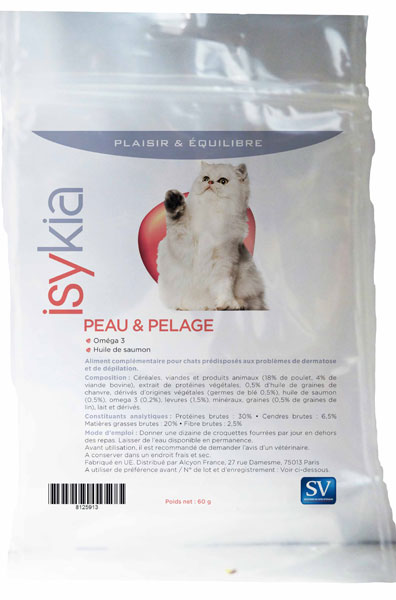 PLAISIR & ÉQUILIBRE
isykia
PEAU & PELAGE
Oméga 3
Huile de saumon
Aliment complémentaire pour chats prédisposés aux problèmes de dermatose
et de dépilation.
Composition : Céréales, viandes et produits animaux (18% de poulet, 4% de
viande bovine), extrait de protéines végétales, 0,5% d'huile de graines de
chanvre, dérivés d'origine végétales (germes de blé 0,5%), huile de saumon
(0,5%), omega 3 (0,2%), levures (1,5%), minéraux, graines (0,5% de graines de
lin), lait et dérivés.
Constituants analytiques : Protéines brutes : 30% • Cendres brutes : 6,5%
Matières grasses brutes : 20% • Fibre brutes : 2,5%
Mode d'emploi : Donner une dizaine de croquettes fourrées par jour en dehors
des repas. Laisser de l'eau disponible en permanence.
Avant utilisation, il est recommandé de demander l'avis d'un vétérinaire.
A conserver dans un endroit frais et sec.
Fabriqué en UE. Distribué par Alcyon France, 27 rue Damesme, 75013 Paris
A utiliser de préférence avant / N° de lot et d'enregistrement : Voir ci-dessous.
8125913
Poids net : 60 g
SV